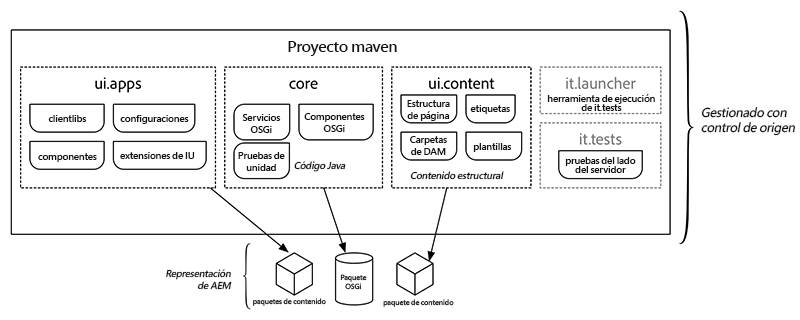 Proyecto maven
ui.apps
clientlibs
configuraciones
componentes
extensiones de IU
core
Servicios
OSGi
Componentes
OSGi
Pruebas de
unidad
Código Java
ui.content
Estructura
de página
etiquetas
Carpetas
de DAM
plantillas
Contenido estructural
it.launcher
herramienta de ejecución
de it.tests
it.tests
pruebas del lado
del servidor
Gestionado con
control de origen
Representación
de AEM
paquetes de contenido
Paquete
OSGi
paquete de contenido